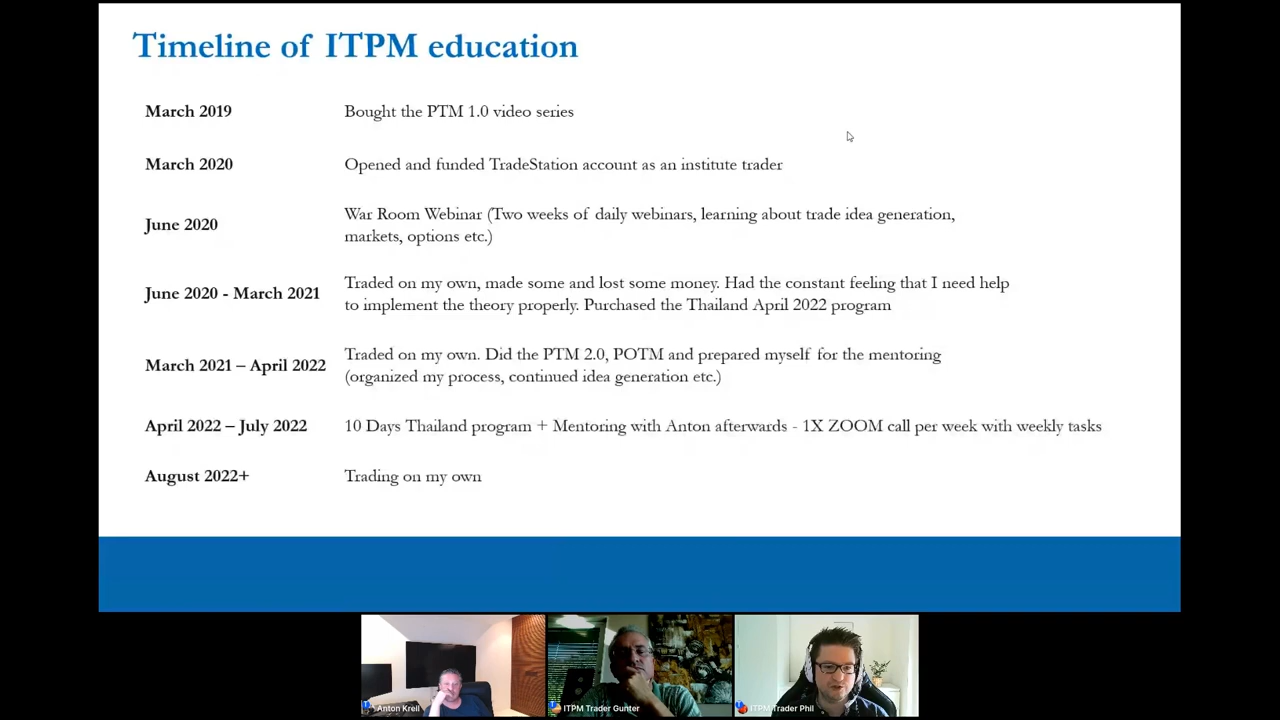 Timeline of ITPM education
March 2019 Bought the PTM 1.0 video series
March 2020 Opened and funded TradeStation account as an institute trader
June 2020 War Room Webinar (Two weeks of daily webinars, learning about trade idea generation,
markets, options etc.)
June 2020 - March 2021 Traded on my own, made some and lost some money. Had the constant feeling that I need help
to implement the theory properly. Purchased the Thailand April 2022 program
March 2021 – April 2022 Traded on my own. Did the PTM 2.0, POTM and prepared myself for the mentoring
(organized my process, continued idea generation etc.)
April 2022 – July 2022 10 Days Thailand program + Mentoring with Anton afterwards - 1X ZOOM call per week with weekly tasks
August 2022+ Trading on my own
Anton Kreil
ITPM Trader Gunter
ITPM Trader Phil